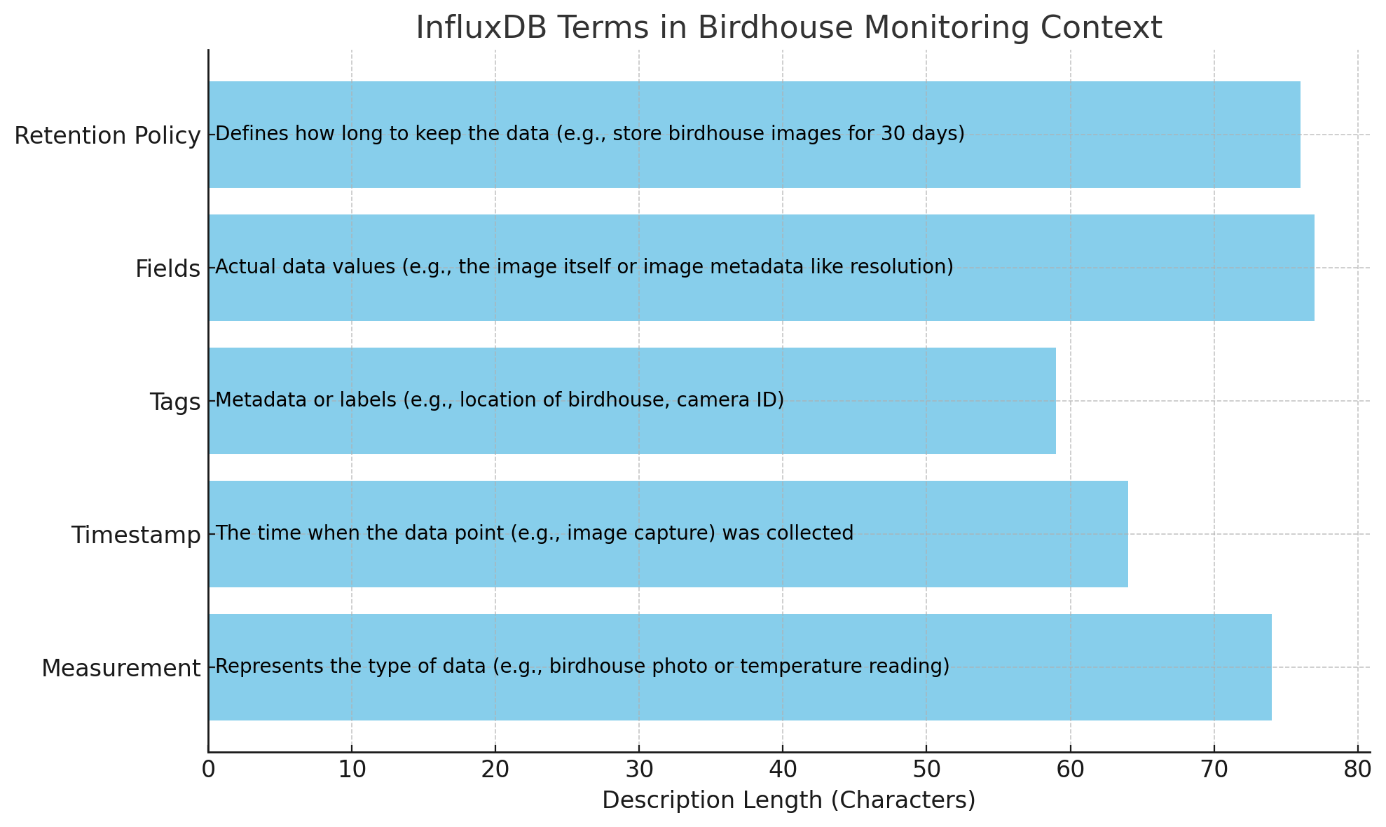 InfluxDB Terms in Birdhouse Monitoring Context
Retention Policy
Defines how long to keep the data (e.g., store birdhouse images for 30 days)
Fields
Actual data values (e.g., the image itself or image metadata like resolution)
Tags
Metadata or labels (e.g., location of birdhouse, camera ID)
Timestamp
The time when the data point (e.g., image capture) was collected
Measurement
Represents the type of data (e.g., birdhouse photo or temperature reading)
0 10 20 30 40 50 60 70 80
Description Length (Characters)